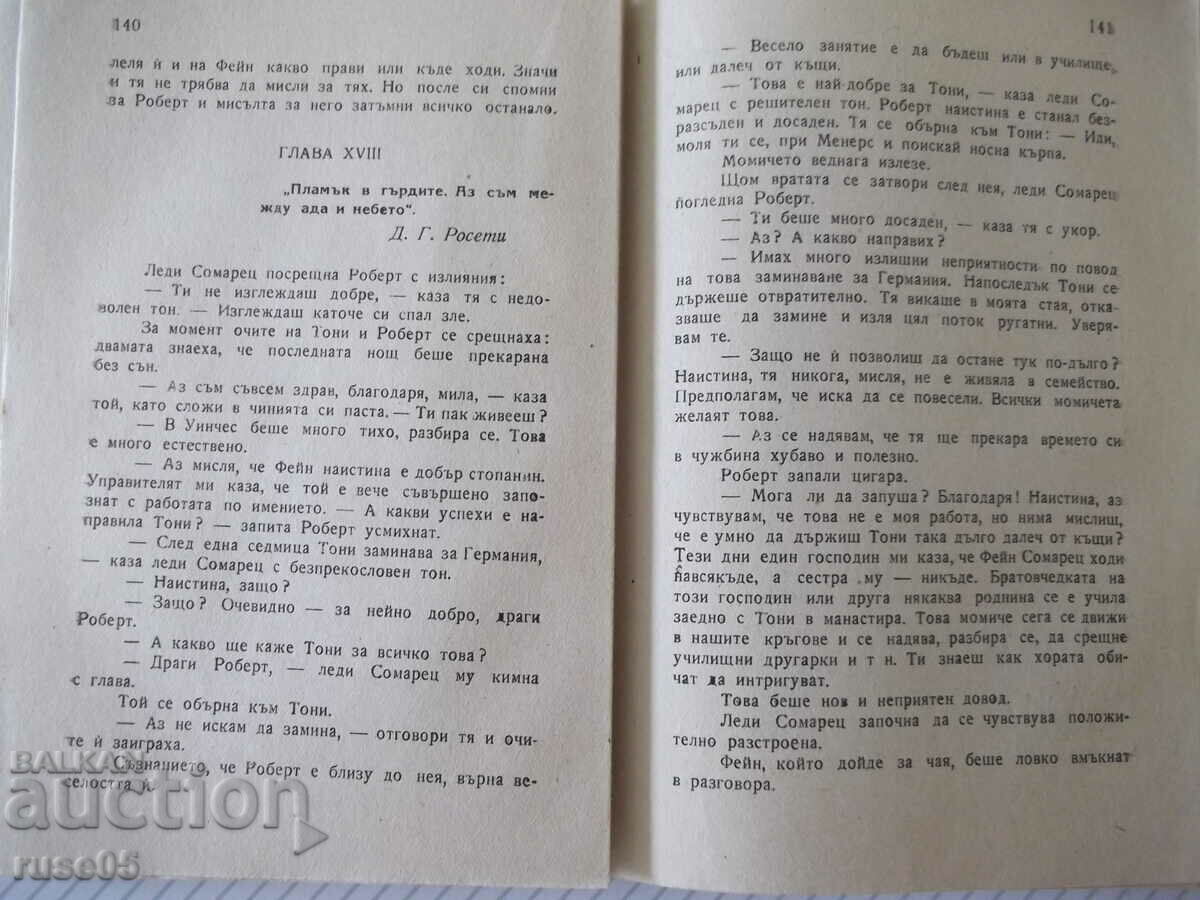 140
леля ѝ и на Фейн какво прави или къде ходи. Значи
и тя не трябва да мисли за тях. Но после си спомни
за Роберт и мисълта за него затъмни всичко останало.
ГЛАВА XVIII
„Пламък в гърдите. Аз съм ме-
жду ада и небето“.
Д. Г. Росети
Леди Сомарец посрещна Роберт с излияния:
— Ти не изглеждаш добре, — каза тя с недо-
волен тон. — Изглеждаш каточе си спал зле.
За момент очите на Тони и Роберт се срещнаха:
двамата знаеха, че последната нощ беше прекарана
без сън.
— Аз съм съвсем здрав, благодаря, мила, — каза
той, като сложи в чинията си паста. — Ти пак живееш?
— В Уинчес беше много тихо, разбира се. Това
е много естествено.
— Аз мисля, че Фейн наистина е добър стопанин.
Управителят ми каза, че той е вече съвършено запо-
знат с работата по имението. — А какви успехи е на-
правила Тони? — запита Роберт усмихнат.
— След една седмица Тони заминава за Германия,
— каза леди Сомарец с безпрекословен тон.
— Наистина, защо?
— Защо? Очевидно — за нейно добро, драги
Роберт.
— А какво ще каже Тони за всичко това?
— Драги Роберт, — леди Сомарец му кимна
с глава.
Той се обърна към Тони.
— Аз не искам да замина, — отговори тя и очи-
те ѝ заиграха.
Съзнанието, че Роберт е близу до нея, върна ве-
селостта ѝ.
141
— Весело занятие е да бъдеш или в училище,
или далеч от къщи.
— Това е най-добре за Тони, — каза леди Со-
марец с решителен тон. Роберт наистина е станал без-
разсъден и досаден. Тя се обърна към Тони: — Иди,
моля ти се, при Менерс и поискай носна кърпа.
Момичето веднага излезе.
Щом вратата се затвори след нея, леди Сомарец
погледна Роберт.
— Ти беше много досаден, — каза тя с укор.
— Аз? А какво направих?
— Имах много излишни неприятности по повод
на това заминаване за Германия. Напоследък Тони се
държеше отвратително. Тя викаше в моята стая, отка-
зваше да замине и изля цял поток ругатни. Уверя-
вам те.
— Защо не ѝ позволиш да остане тук по-дълго?
Наистина, тя никога, мисля, не е живяла в семейство.
Предполагам, че иска да се повесели. Всички момичета
желаят това.
— Аз се надявам, че тя ще прекара времето си
в чужбина хубаво и полезно.
Роберт запали цигара.
— Мога ли да запуша? Благодаря! Наистина, аз
чувствувам, че това не е моя работа, но нима мислиш,
че е умно да държиш Тони така дълго далеч от къщи?
Тези дни един господин ми каза, че Фейн Сомарец ходи
навсякъде, а сестра му — никъде. Братовчедката на
този господин или друга някаква роднина се е учила
заедно с Тони в манастира. Това момиче сега се движи
в нашите кръгове и се надява, разбира се, да срещне
училищни другарки и т н. Ти знаеш как хората оби-
чат да интригуват.
Това беше нов и неприятен довод.
Леди Сомарец започна да се чувствува положи-
телно разстроена.
Фейн, който дойде за чая, беше ловко вмъкнат
в разговора.
BALKAN
auction
ruse05